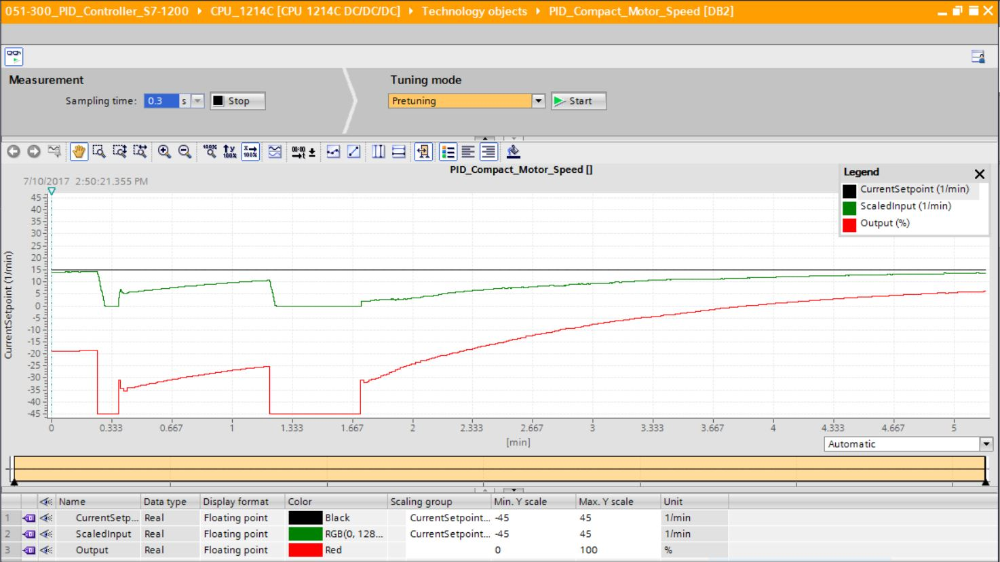 051-300_PID_Controller_S7-1200 CPU_1214C [CPU 1214C DC/DC/DC] Technology objects PID_Compact_Motor_Speed [DB2]
Measurement
Sampling time: 0.3 s Stop
Tuning mode
Pretuning Start
PID_Compact_Motor_Speed []
7/10/2017 2:50:21.355 PM
Legend
CurrentSetpoint (1/min)
ScaledInput (1/min)
Output (%)
CurrentSetpoint (1/min)
45
40
35
30
25
20
15
10
5
0
-5
-10
-15
-20
-25
-30
-35
-40
-45
0 0.333 0.667 1 1.333 1.667 2 2.333 2.667 3 3.333 3.667 4 4.333 4.667 5
[min]
Automatic
Name Data type Display format Color Scaling group Min. Y scale Max. Y scale Unit
1 CurrentSetp... Real Floating point Black CurrentSetpoint... -45 45 1/min
2 ScaledInput Real Floating point RGB(0, 128... CurrentSetpoint... -45 45 1/min
3 Output Real Floating point Red 0 100 %